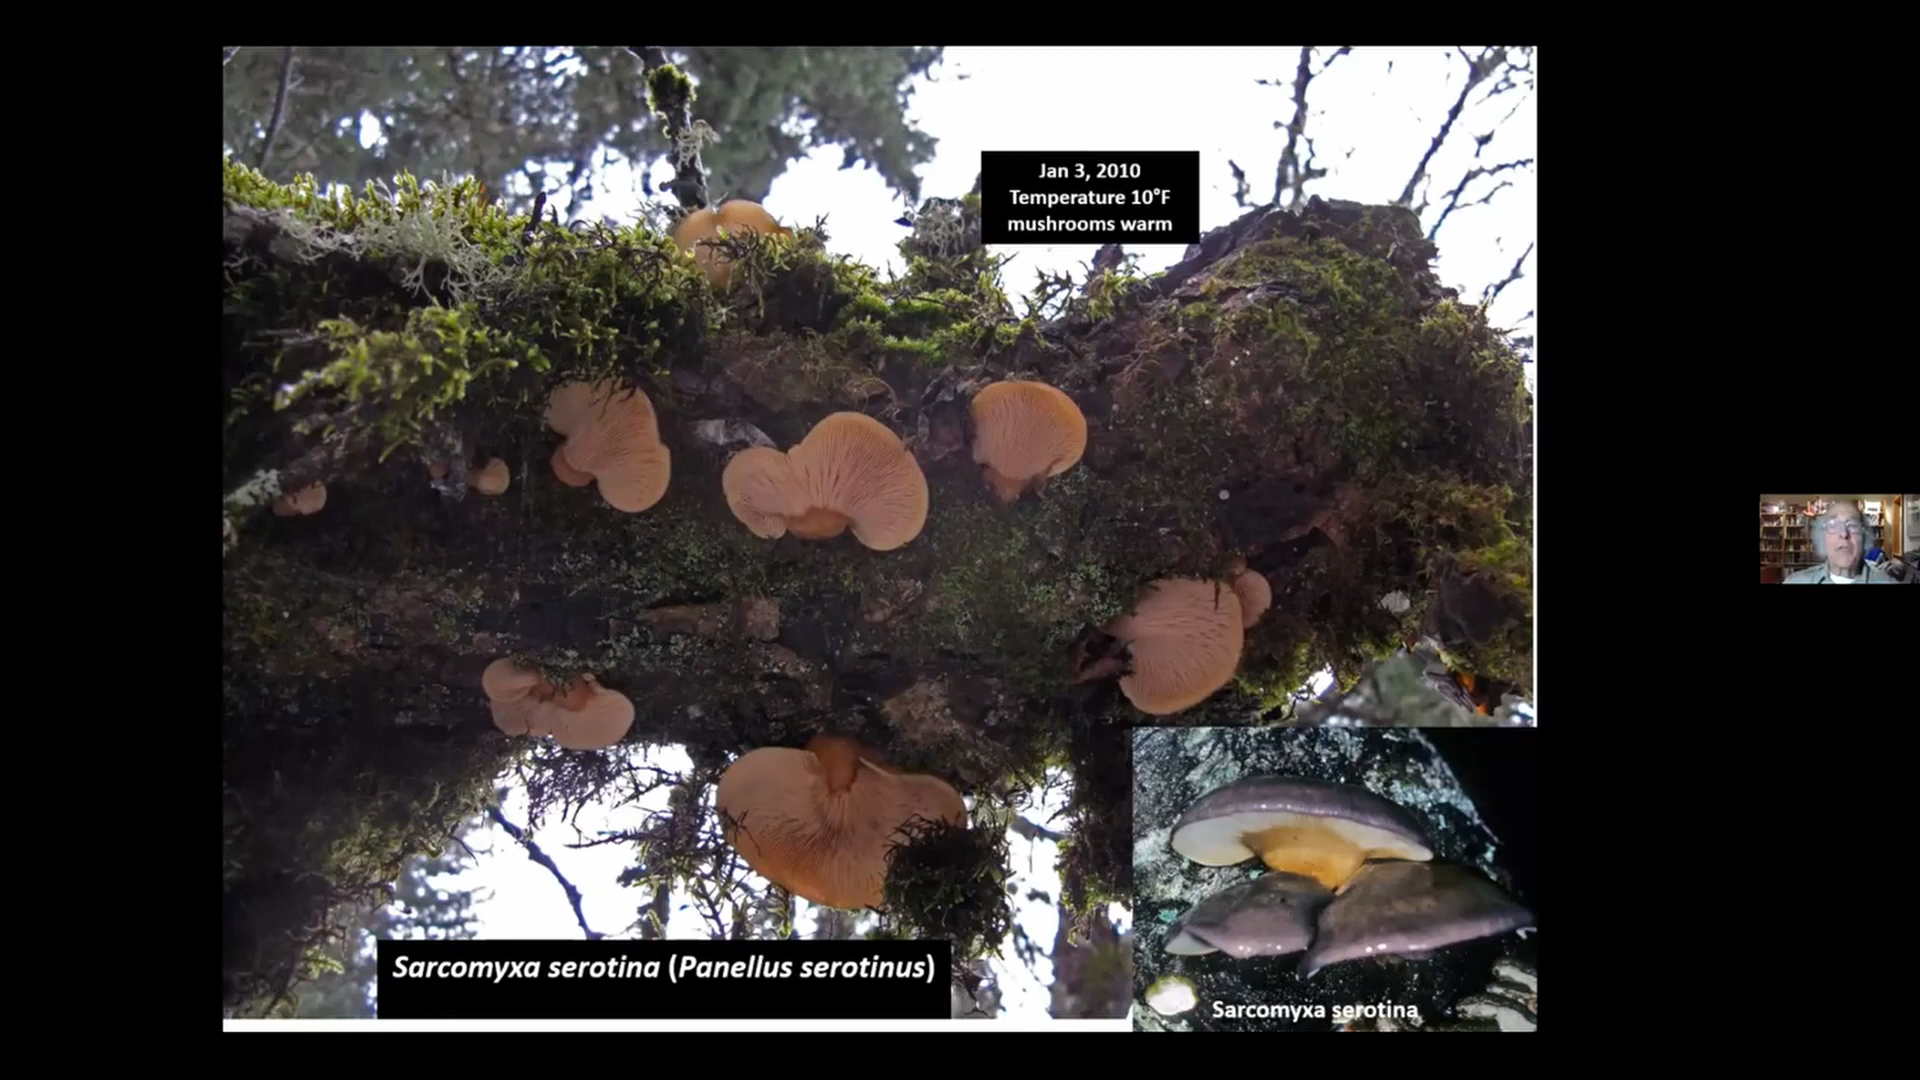 Jan 3, 2010
Temperature 10°F
mushrooms warm
Sarcomyxa serotina (Panellus serotinus)
Sarcomyxa serotina